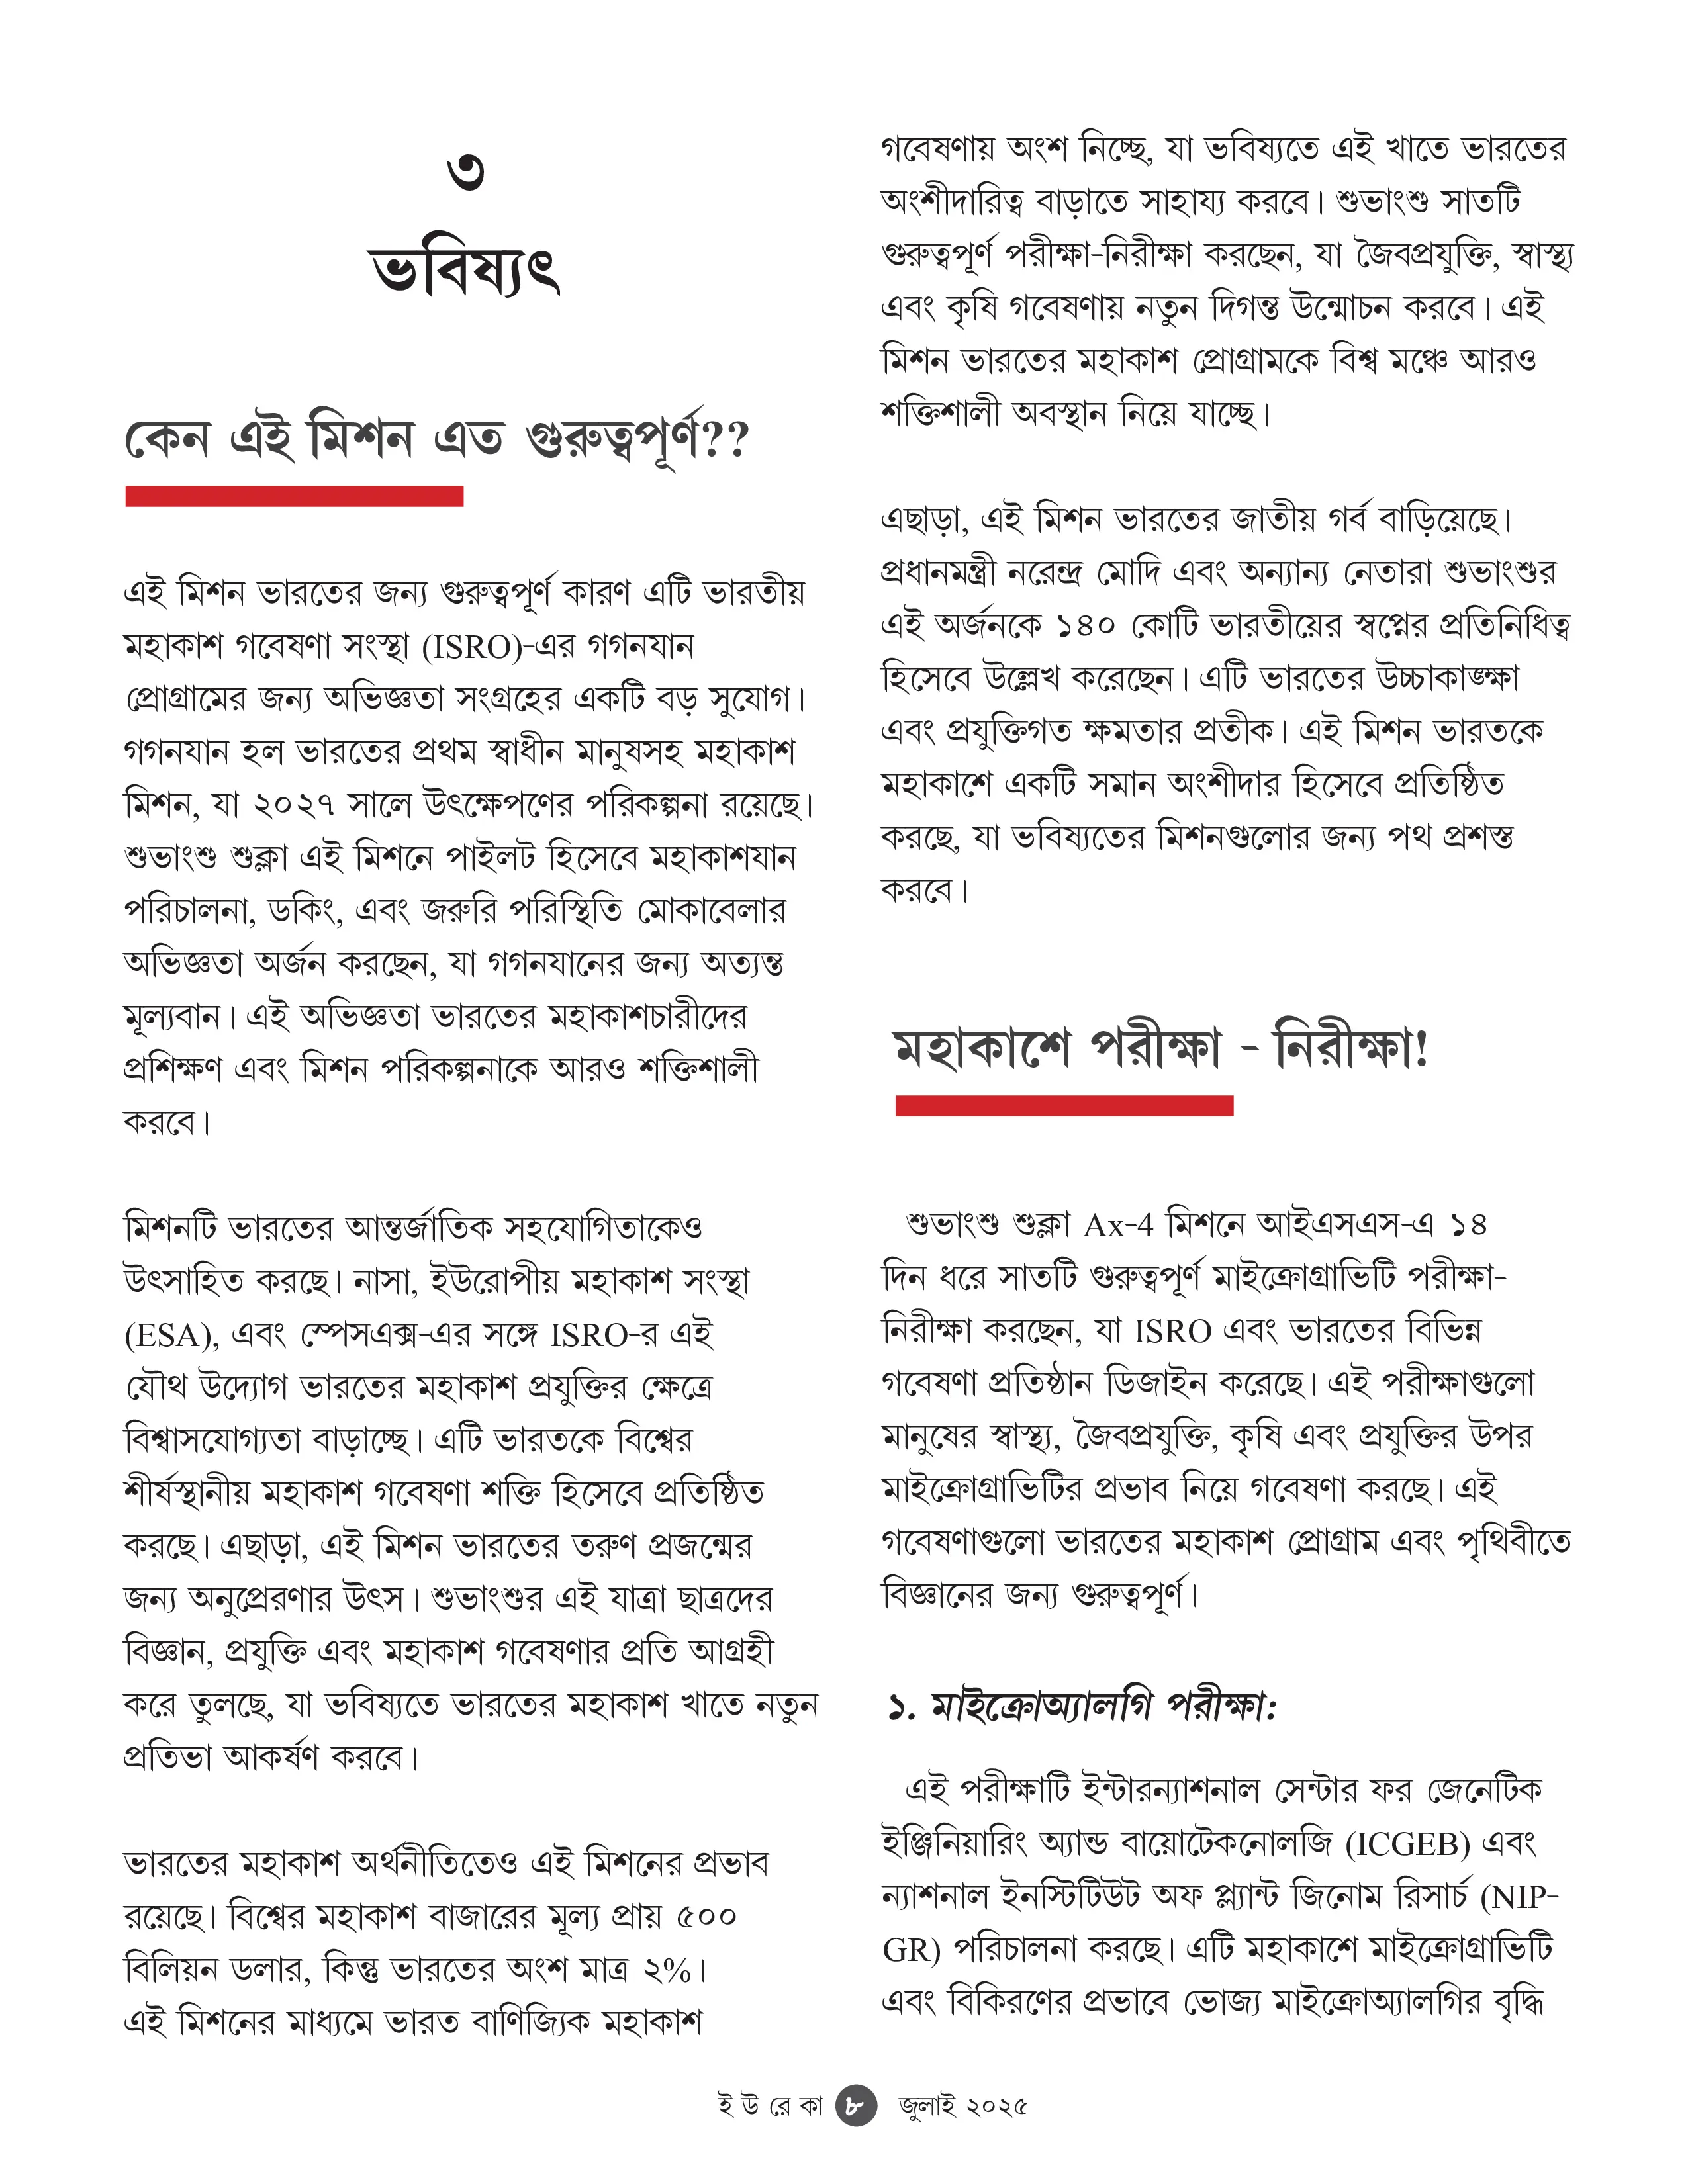 ৩
ভবিষ্যৎ
কেন এই মিশন এত গুরুত্বপূর্ণ??
এই মিশন ভারতের জন্য গুরুত্বপূর্ণ কারণ এটি ভারতীয়
মহাকাশ গবেষণা সংস্থা (ISRO)-এর গগনযান
প্রোগ্রামের জন্য অভিজ্ঞতা সংগ্রহের একটি বড় সুযোগ।
গগনযান হল ভারতের প্রথম স্বাধীন মানুষসহ মহাকাশ
মিশন, যা ২০২৭ সালে উৎক্ষেপণের পরিকল্পনা রয়েছে।
শুভাংশু শুক্লা এই মিশনে পাইলট হিসেবে মহাকাশযান
পরিচালনা, ডকিং, এবং জরুরি পরিস্থিতি মোকাবেলার
অভিজ্ঞতা অর্জন করছেন, যা গগনযানের জন্য অত্যন্ত
মূল্যবান। এই অভিজ্ঞতা ভারতের মহাকাশচারীদের
প্রশিক্ষণ এবং মিশন পরিকল্পনাকে আরও শক্তিশালী
করবে।
মিশনটি ভারতের আন্তর্জাতিক সহযোগিতাকেও
উৎসাহিত করছে। নাসা, ইউরোপীয় মহাকাশ সংস্থা
(ESA), এবং স্পেসএক্স-এর সঙ্গে ISRO-র এই
যৌথ উদ্যোগ ভারতের মহাকাশ প্রযুক্তির ক্ষেত্রে
বিশ্বাসযোগ্যতা বাড়াচ্ছে। এটি ভারতকে বিশ্বের
শীর্ষস্থানীয় মহাকাশ গবেষণা শক্তি হিসেবে প্রতিষ্ঠিত
করছে। এছাড়া, এই মিশন ভারতের তরুণ প্রজন্মের
জন্য অনুপ্রেরণার উৎস। শুভাংশুর এই যাত্রা ছাত্রদের
বিজ্ঞান, প্রযুক্তি এবং মহাকাশ গবেষণার প্রতি আগ্রহী
করে তুলছে, যা ভবিষ্যতে ভারতের মহাকাশ খাতে নতুন
প্রতিভা আকর্ষণ করবে।
ভারতের মহাকাশ অর্থনীতিতেও এই মিশনের প্রভাব
রয়েছে। বিশ্বের মহাকাশ বাজারের মূল্য প্রায় ৫০০
বিলিয়ন ডলার, কিন্তু ভারতের অংশ মাত্র ২%।
এই মিশনের মাধ্যমে ভারত বাণিজ্যিক মহাকাশ
গবেষণায় অংশ নিচ্ছে, যা ভবিষ্যতে এই খাতে ভারতের
অংশীদারিত্ব বাড়াতে সাহায্য করবে। শুভাংশু সাতটি
গুরুত্বপূর্ণ পরীক্ষা-নিরীক্ষা করছেন, যা জৈবপ্রযুক্তি, স্বাস্থ্য
এবং কৃষি গবেষণায় নতুন দিগন্ত উন্মোচন করবে। এই
মিশন ভারতের মহাকাশ প্রোগ্রামকে বিশ্ব মঞ্চে আরও
শক্তিশালী অবস্থান নিয়ে যাচ্ছে।
এছাড়া, এই মিশন ভারতের জাতীয় গর্ব বাড়িয়েছে।
প্রধানমন্ত্রী নরেন্দ্র মোদি এবং অন্যান্য নেতারা শুভাংশুর
এই অর্জনকে ১৪০ কোটি ভারতীয়ের স্বপ্নের প্রতিনিধিত্ব
হিসেবে উল্লেখ করেছেন। এটি ভারতের উচ্চাকাঙ্ক্ষা
এবং প্রযুক্তিগত ক্ষমতার প্রতীক। এই মিশন ভারতকে
মহাকাশে একটি সমান অংশীদার হিসেবে প্রতিষ্ঠিত
করছে, যা ভবিষ্যতের মিশনগুলোর জন্য পথ প্রশস্ত
করবে।
মহাকাশে পরীক্ষা - নিরীক্ষা!
শুভাংশু শুক্লা Ax-4 মিশনে আইএসএস-এ ১৪
দিন ধরে সাতটি গুরুত্বপূর্ণ মাইক্রোগ্রাভিটি পরীক্ষা-
নিরীক্ষা করছেন, যা ISRO এবং ভারতের বিভিন্ন
গবেষণা প্রতিষ্ঠান ডিজাইন করেছে। এই পরীক্ষাগুলো
মানুষের স্বাস্থ্য, জৈবপ্রযুক্তি, কৃষি এবং প্রযুক্তির উপর
মাইক্রোগ্রাভিটির প্রভাব নিয়ে গবেষণা করছে। এই
গবেষণাগুলো ভারতের মহাকাশ প্রোগ্রাম এবং পৃথিবীতে
বিজ্ঞানের জন্য গুরুত্বপূর্ণ।
১. মাইক্রোঅ্যালগি পরীক্ষা:
এই পরীক্ষাটি ইন্টারন্যাশনাল সেন্টার ফর জেনেটিক
ইঞ্জিনিয়ারিং অ্যান্ড বায়োটেকনোলজি (ICGEB) এবং
ন্যাশনাল ইনস্টিটিউট অফ প্ল্যান্ট জিনোম রিসার্চ (NIP-
GR) পরিচালনা করছে। এটি মহাকাশে মাইক্রোগ্রাভিটি
এবং বিকিরণের প্রভাবে ভোজ্য মাইক্রোঅ্যালগির বৃদ্ধি
ই উ রে কা ৮ জুলাই ২০২৫